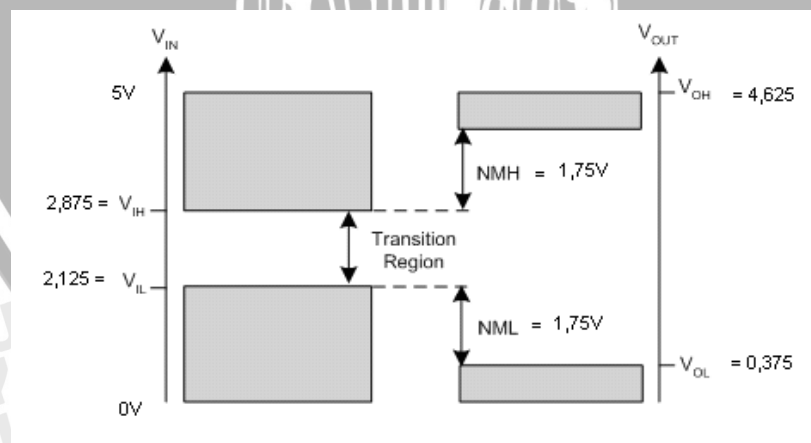 V_IN
V_OUT
5V
V_OH = 4,625
NMH = 1,75V
2,875 = V_IH
Transition
Region
2,125 = V_IL
NML = 1,75V
V_OL = 0,375
0V